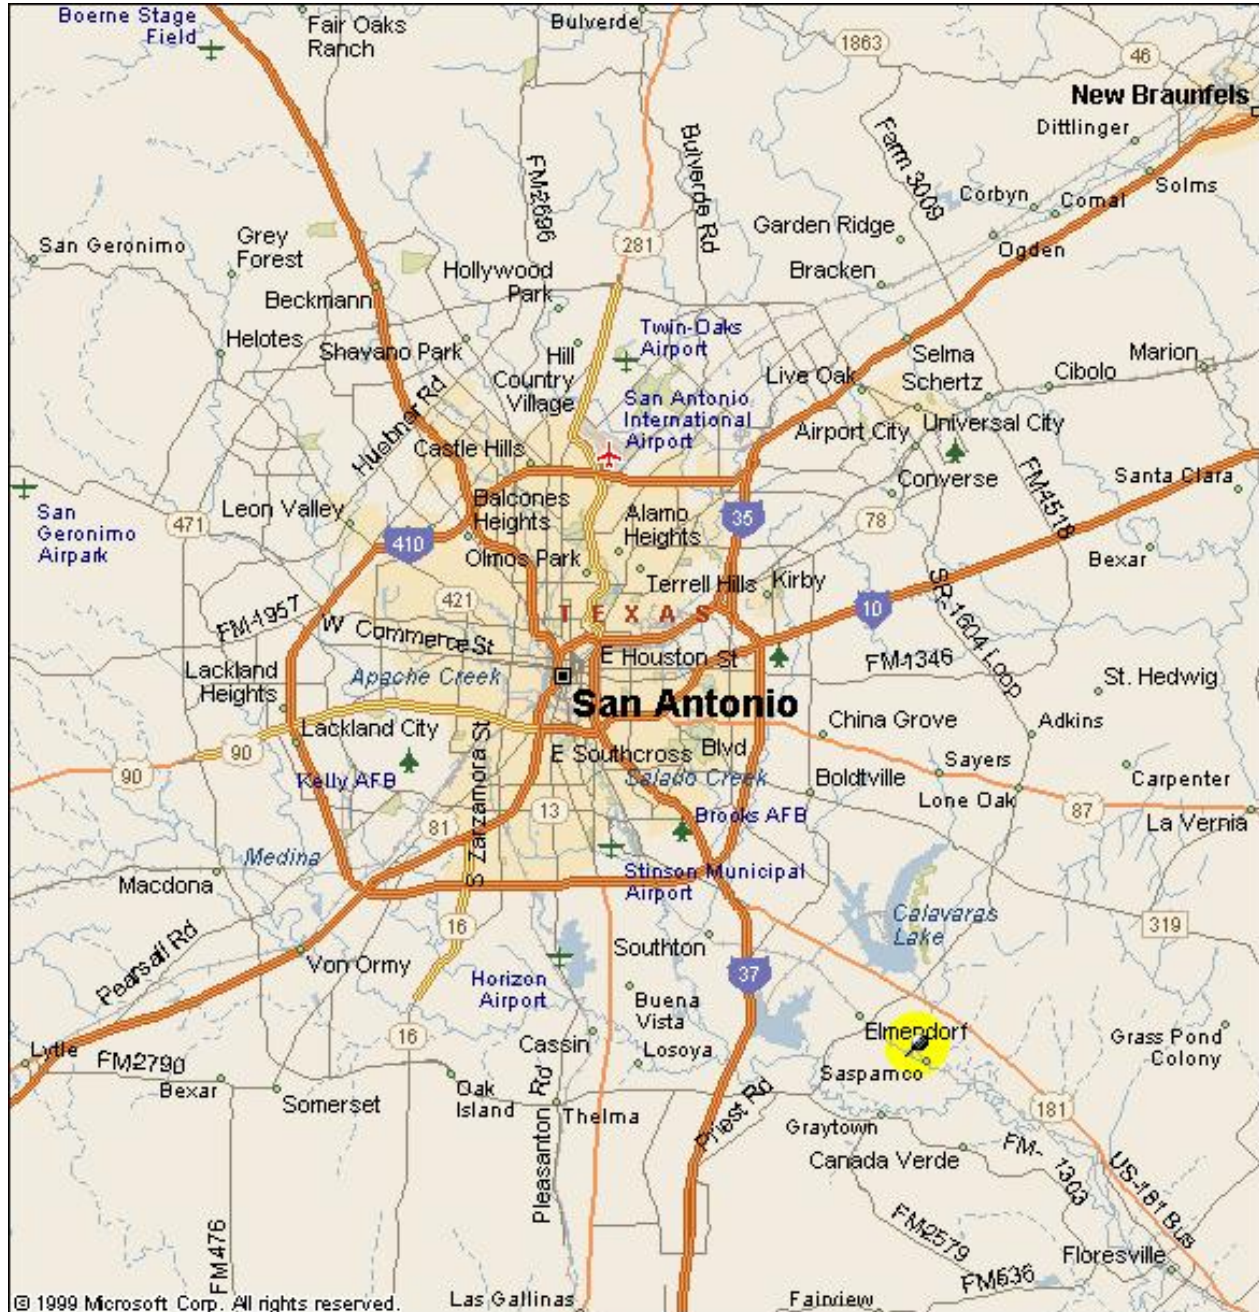 Boerne Stage
Field
Fair Oaks
Ranch
Bulverde
1863
46
New Braunfels
Dittlinger
FM2696
Bulverde Rd
Farm 3009
Corbyn
Solms
Comal
Garden Ridge
Ogden
281
San Geronimo
Grey
Forest
Hollywood
Park
Bracken
Beckmann
Helotes
Shavano Park
Hill
Country
Village
Twin-Oaks
Airport
Selma
Schertz
Marion
Live Oak
Cibolo
Huebner Rd
San Antonio
International
Airport
Airport City
Universal City
Castle Hills
Converse
FM4518
Santa Clara
San
Geronimo
Airpark
Leon Valley
471
Balcones
Heights
Alamo
Heights
35
78
410
Olmos Park
Terrell Hills
Kirby
Bexar
FM-1957
421
TEXAS
10
SR-1604 Loop
W Commerce St
E Houston St
FM-1346
Lackland
Heights
Apache Creek
St. Hedwig
San Antonio
Lackland City
China Grove
Adkins
90
90
Kelly AFB
S Zarzamora St
E Southcross Blvd
Salado Creek
Boldtville
Sayers
Carpenter
Lone Oak
87
La Vernia
81
13
Brooks AFB
Medina
Macdona
Stinson Municipal
Airport
Calavaras
Lake
319
16
Pearsall Rd
Von Ormy
Southton
Horizon
Airport
37
Buena
Vista
Elmendorf
Grass Pond
Colony
16
Cassin
Losoya
Saspamco
Lytle
FM2790
Bexar
Somerset
Oak
Island
Pleasanton Rd
Thelma
Priest Rd
Graytown
181
Canada Verde
FM- 1303
US-181 Bus
FM476
FM2579
Floresville
FM536
© 1999 Microsoft Corp. All rights reserved.
Las Gallinas
Fairview